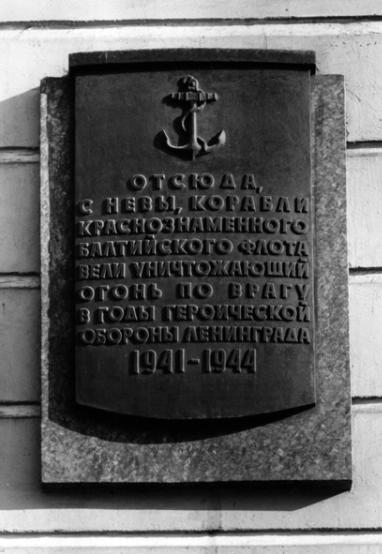 ОТСЮДА,
С НЕВЫ, КОРАБЛИ
КРАСНОЗНАМЕННОГО
БАЛТИЙСКОГО ФЛОТА
ВЕЛИ УНИЧТОЖАЮЩИЙ
ОГОНЬ ПО ВРАГУ
В ГОДЫ ГЕРОИЧЕСКОЙ
ОБОРОНЫ ЛЕНИНГРАДА
1941-1944